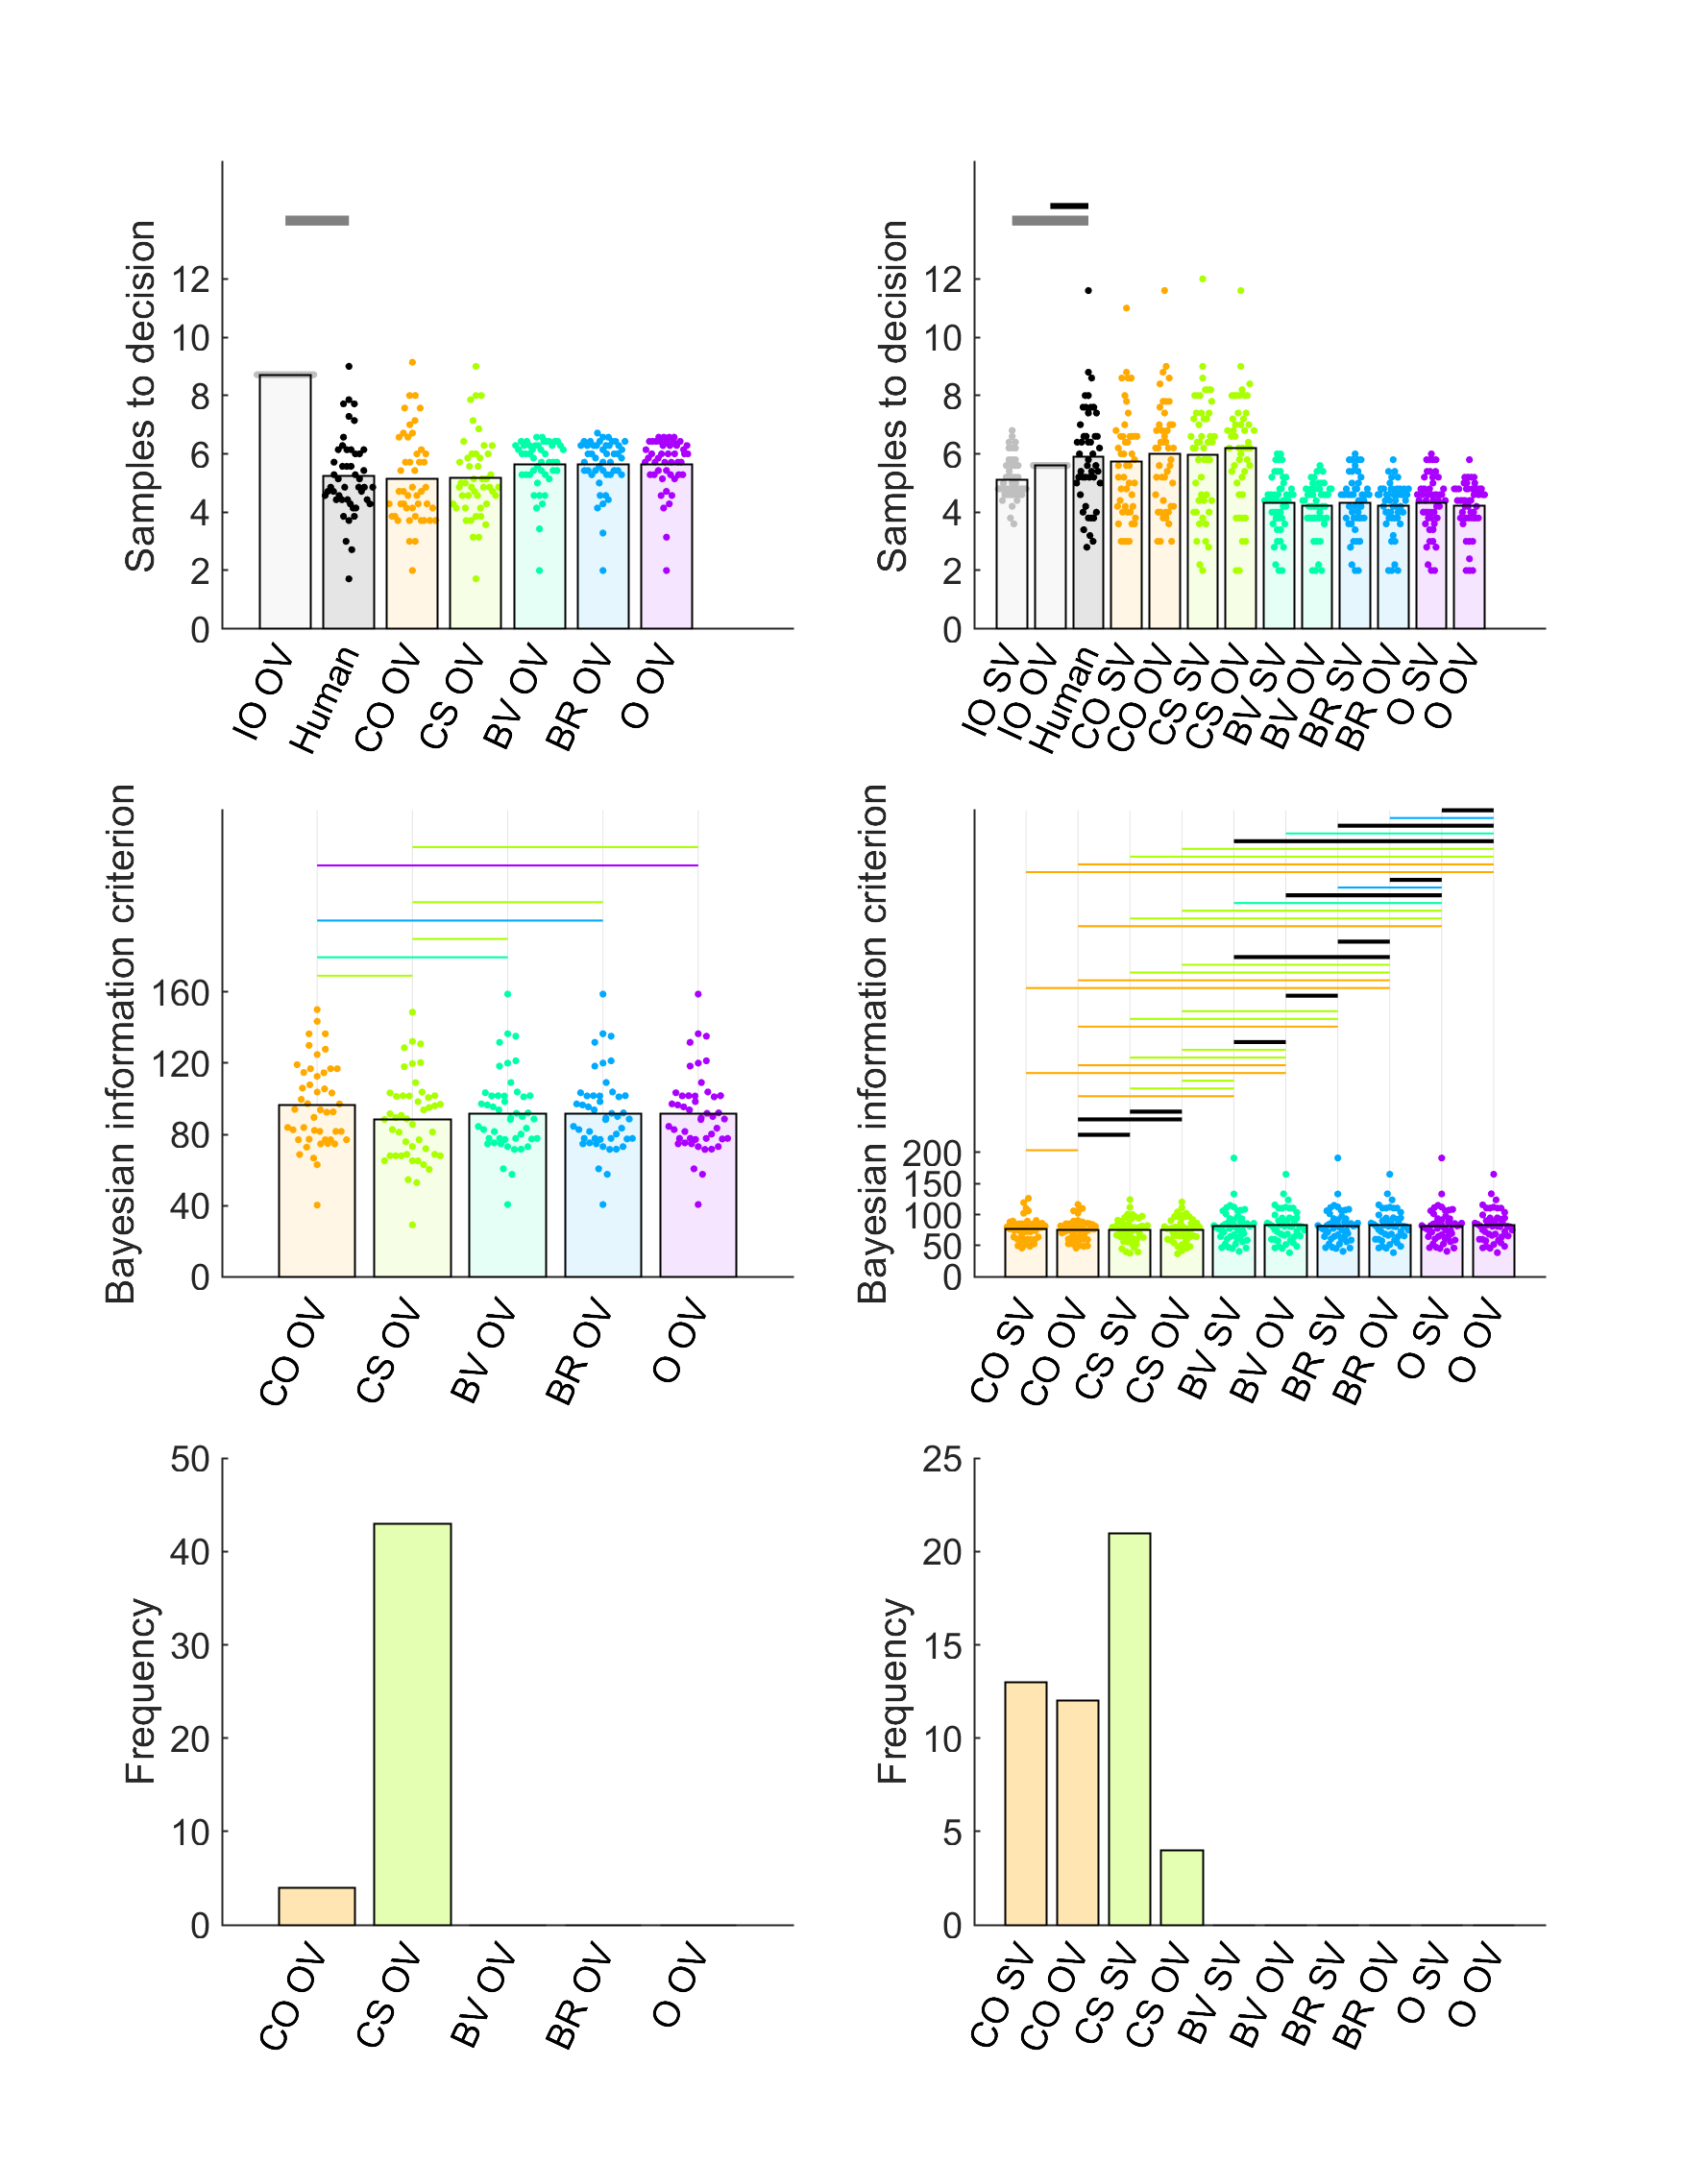 Samples to decision
12
10
8
6
4
2
0
IO OV
Human
CO OV
CS OV
BV OV
BR OV
O OV
Samples to decision
12
10
8
6
4
2
0
IO SV
IO OV
Human
CO SV
CO OV
CS SV
CS OV
BV SV
BV OV
BR SV
BR OV
O SV
O OV
Bayesian information criterion
160
120
80
40
0
CO OV
CS OV
BV OV
BR OV
O OV
Bayesian information criterion
200
150
100
50
0
CO SV
CO OV
CS SV
CS OV
BV SV
BV OV
BR SV
BR OV
O SV
O OV
Frequency
50
40
30
20
10
0
CO OV
CS OV
BV OV
BR OV
O OV
Frequency
25
20
15
10
5
0
CO SV
CO OV
CS SV
CS OV
BV SV
BV OV
BR SV
BR OV
O SV
O OV